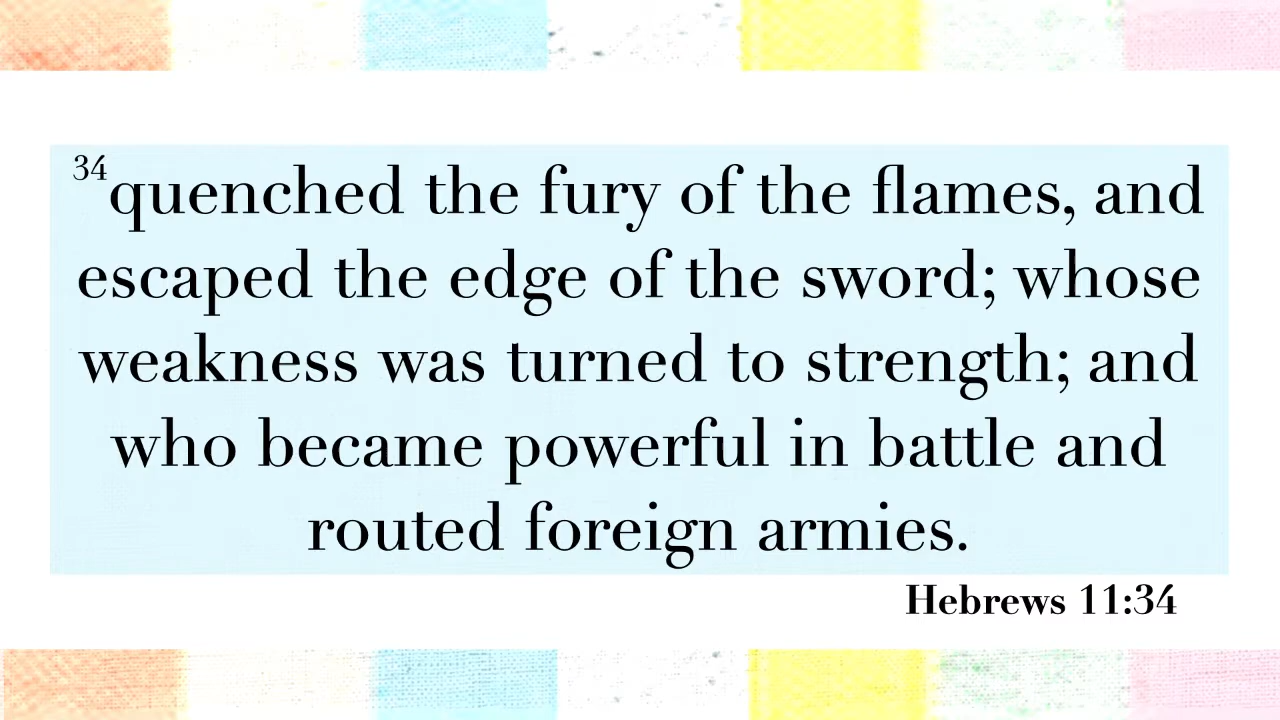 34quenched the fury of the flames, and
escaped the edge of the sword; whose
weakness was turned to strength; and
who became powerful in battle and
routed foreign armies.
Hebrews 11:34